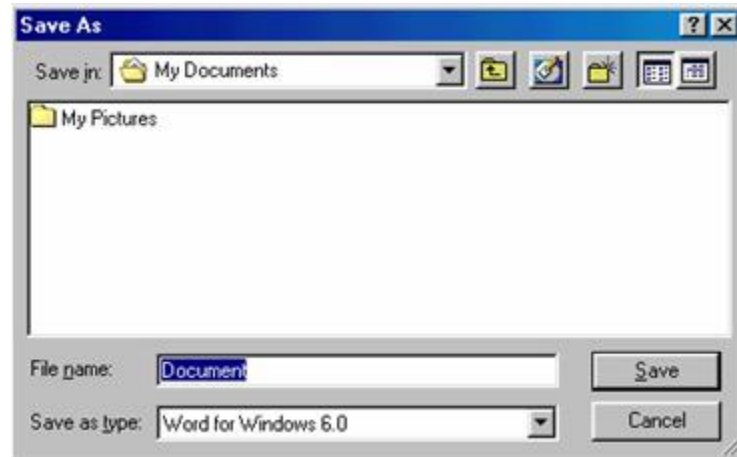 Save As
Save in: My Documents
My Pictures
File name: Document Save
Save as type: Word for Windows 6.0 Cancel